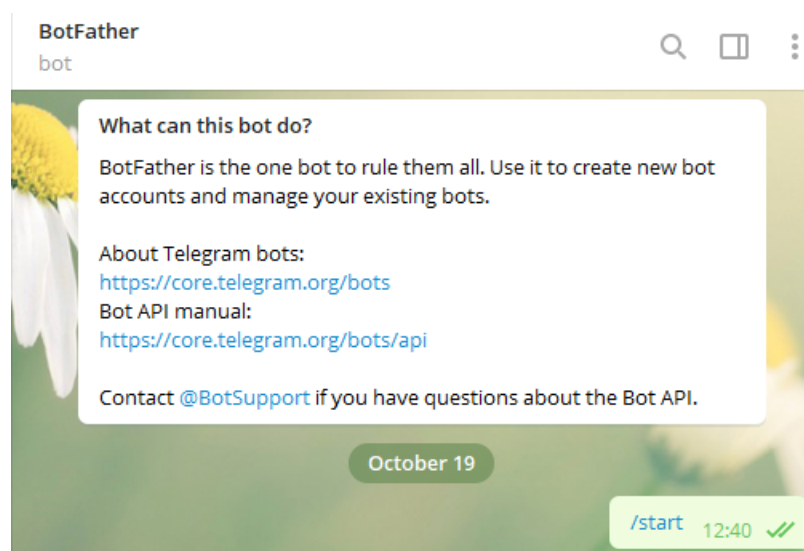 BotFather
bot
What can this bot do?
BotFather is the one bot to rule them all. Use it to create new bot
accounts and manage your existing bots.
About Telegram bots:
https://core.telegram.org/bots
Bot API manual:
https://core.telegram.org/bots/api
Contact @BotSupport if you have questions about the Bot API.
October 19
/start 12:40